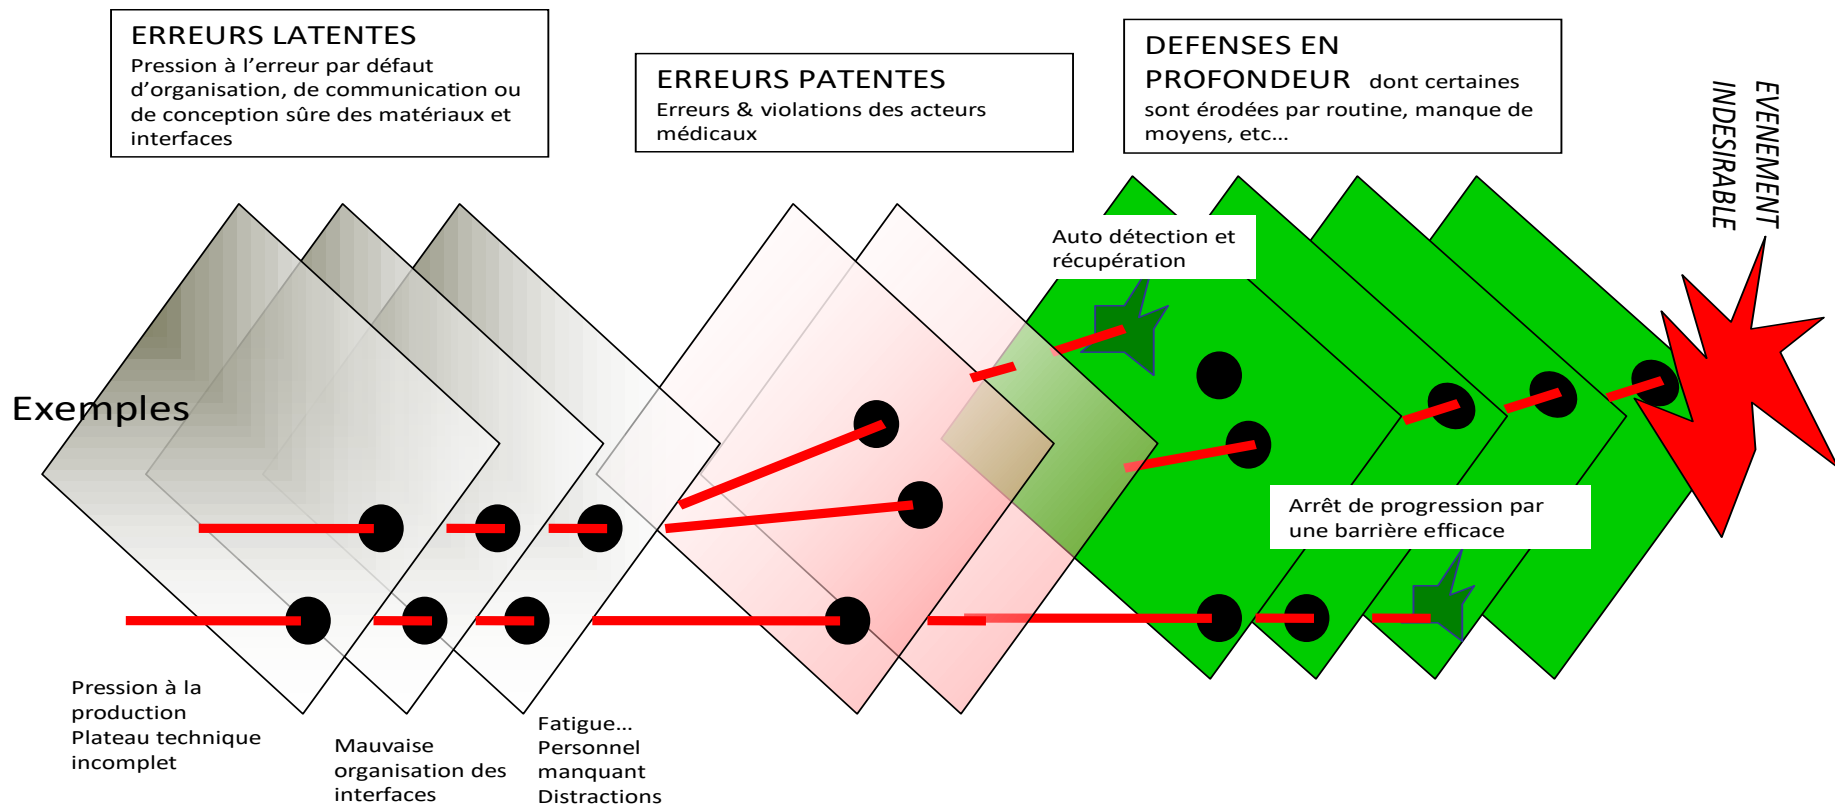 ERREURS LATENTES
Pression à l’erreur par défaut
d’organisation, de communication ou
de conception sûre des matériaux et
interfaces
ERREURS PATENTES
Erreurs & violations des acteurs
médicaux
DEFENSES EN
PROFONDEUR dont certaines
sont érodées par routine, manque de
moyens, etc…
EVENEMENT
INDESIRABLE
Auto détection et
récupération
Exemples
Arrêt de progression par
une barrière efficace
Pression à la
production
Plateau technique
incomplet
Mauvaise
organisation des
interfaces
Fatigue…
Personnel
manquant
Distractions